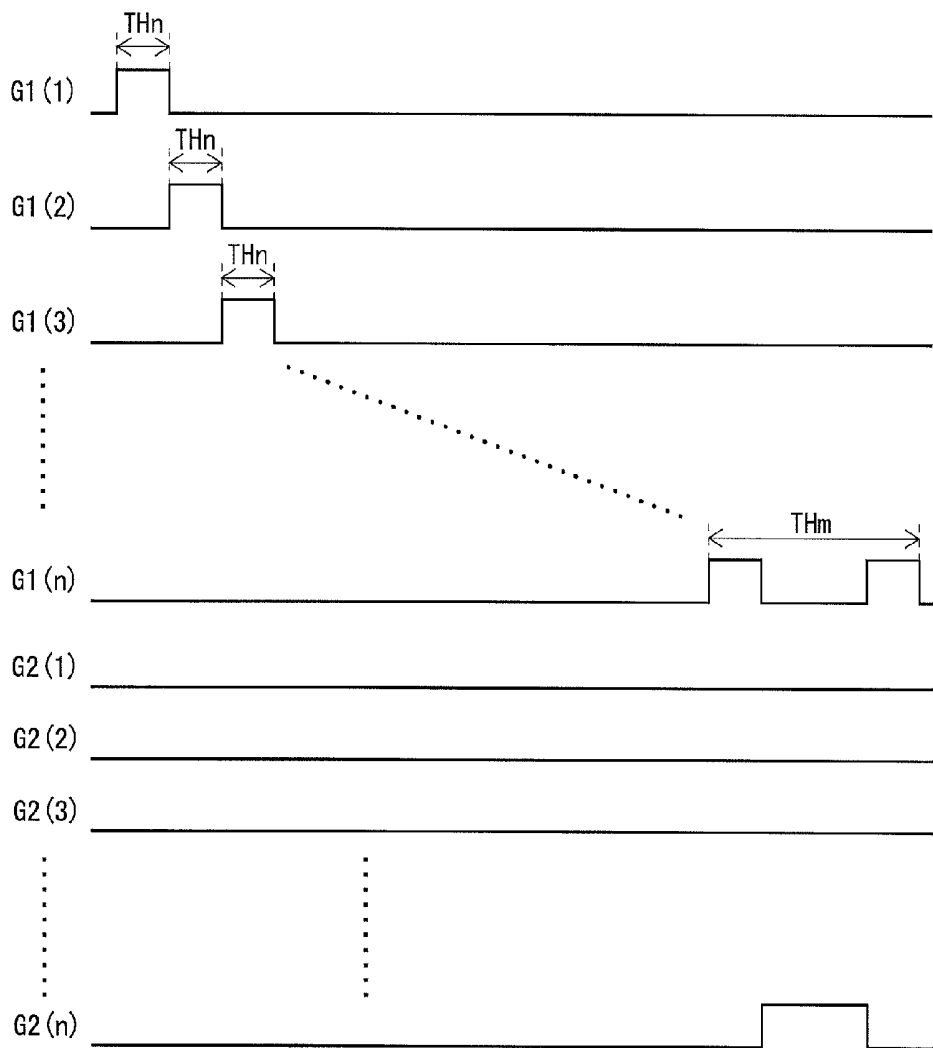 THn
G1(1)
THn
G1(2)
THn
G1(3)
THm
G1(n)
G2(1)
G2(2)
G2(3)
G2(n)